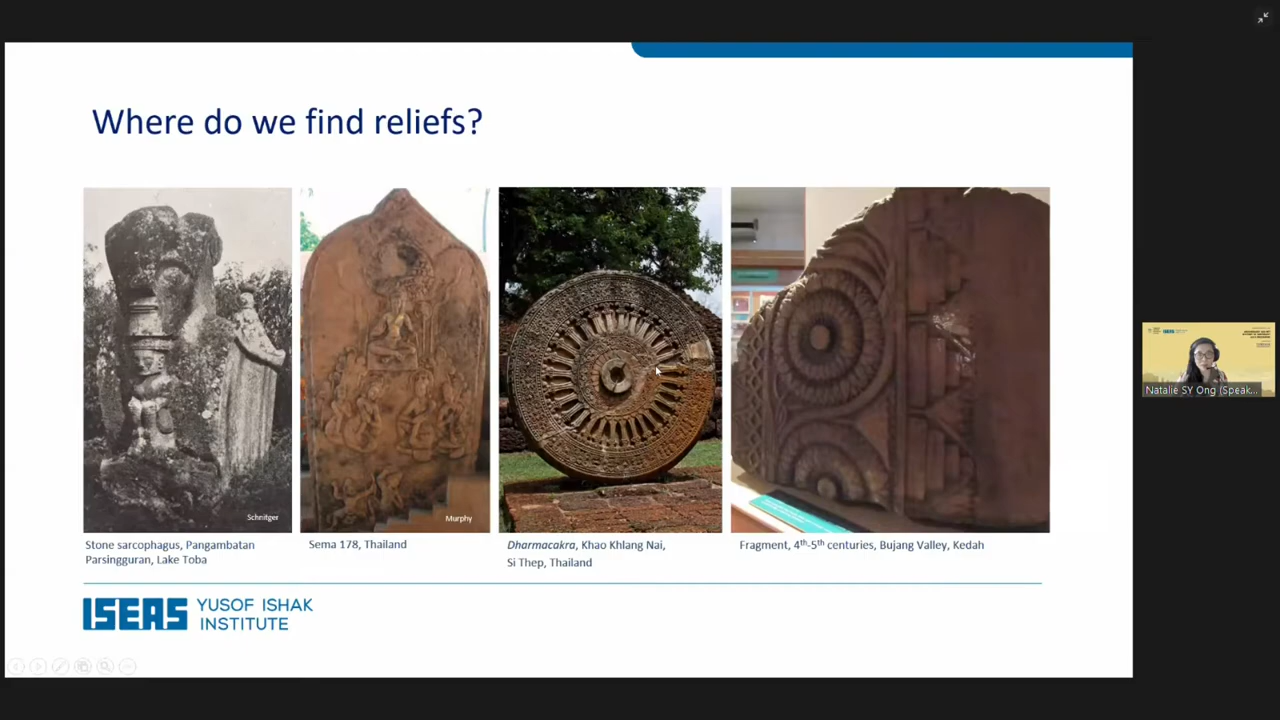 Where do we find reliefs?
Schnitger
Murphy
Stone sarcophagus, Pangambatan
Parsingguran, Lake Toba
Sema 178, Thailand
Dharmacakra, Khao Khlang Nai,
Si Thep, Thailand
Fragment, 4th-5th centuries, Bujang Valley, Kedah
ISEAS YUSOF ISHAK
INSTITUTE
ISEAS
Natalie SY Ong (Speak...